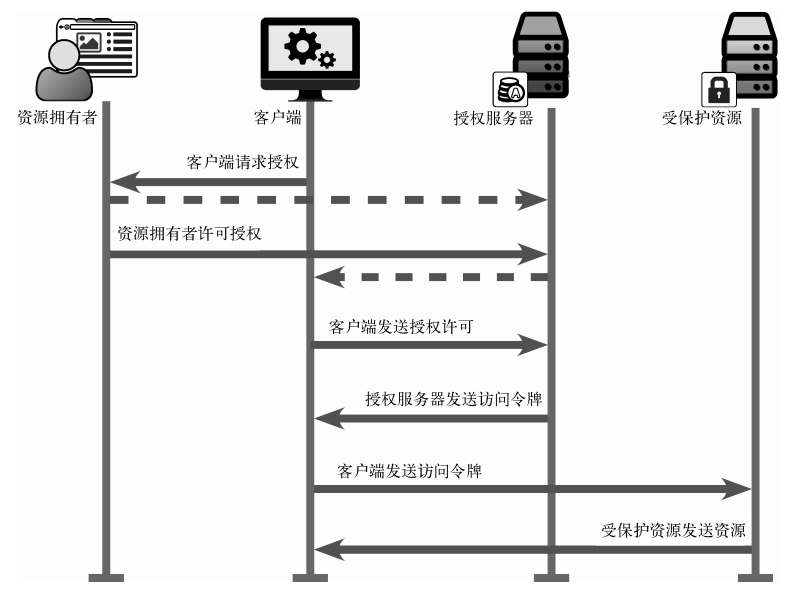 资源拥有者
客户端
授权服务器
受保护资源
客户端请求授权
资源拥有者许可授权
客户端发送授权许可
授权服务器发送访问令牌
客户端发送访问令牌
受保护资源发送资源